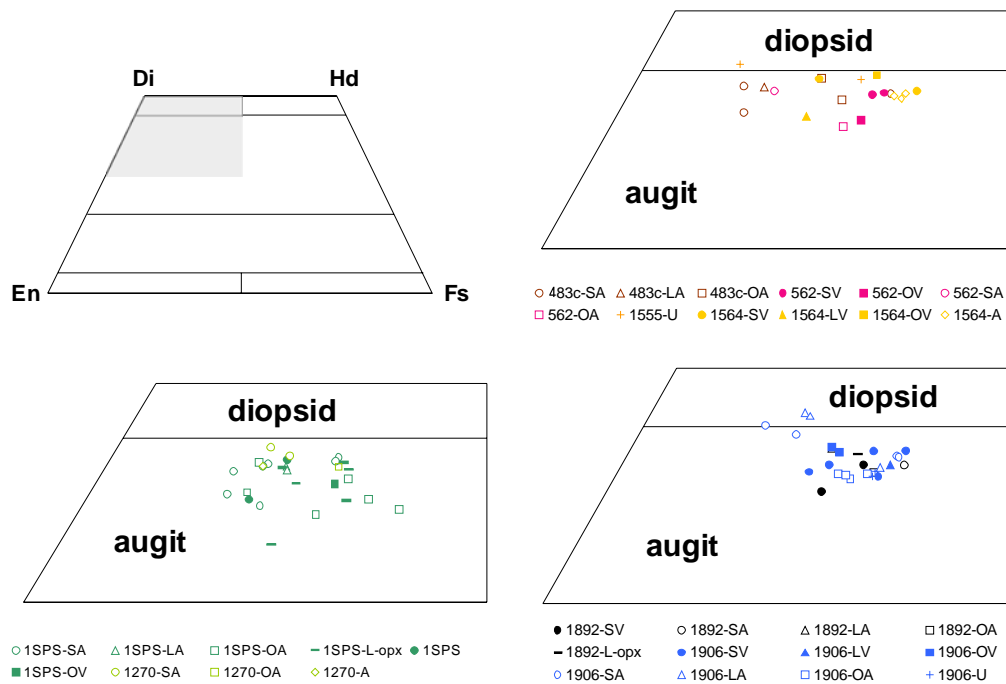 Di Hd
En Fs
diopsid
augit
483c-SA 483c-LA 483c-OA 562-SV 562-OV 562-SA
562-OA 1555-U 1564-SV 1564-LV 1564-OV 1564-A
diopsid
augit
1SPS-SA 1SPS-LA 1SPS-OA 1SPS-L-opx 1SPS
1SPS-OV 1270-SA 1270-OA 1270-A
diopsid
augit
1892-SV 1892-SA 1892-LA 1892-OA
1892-L-opx 1906-SV 1906-LV 1906-OV
1906-SA 1906-LA 1906-OA 1906-U